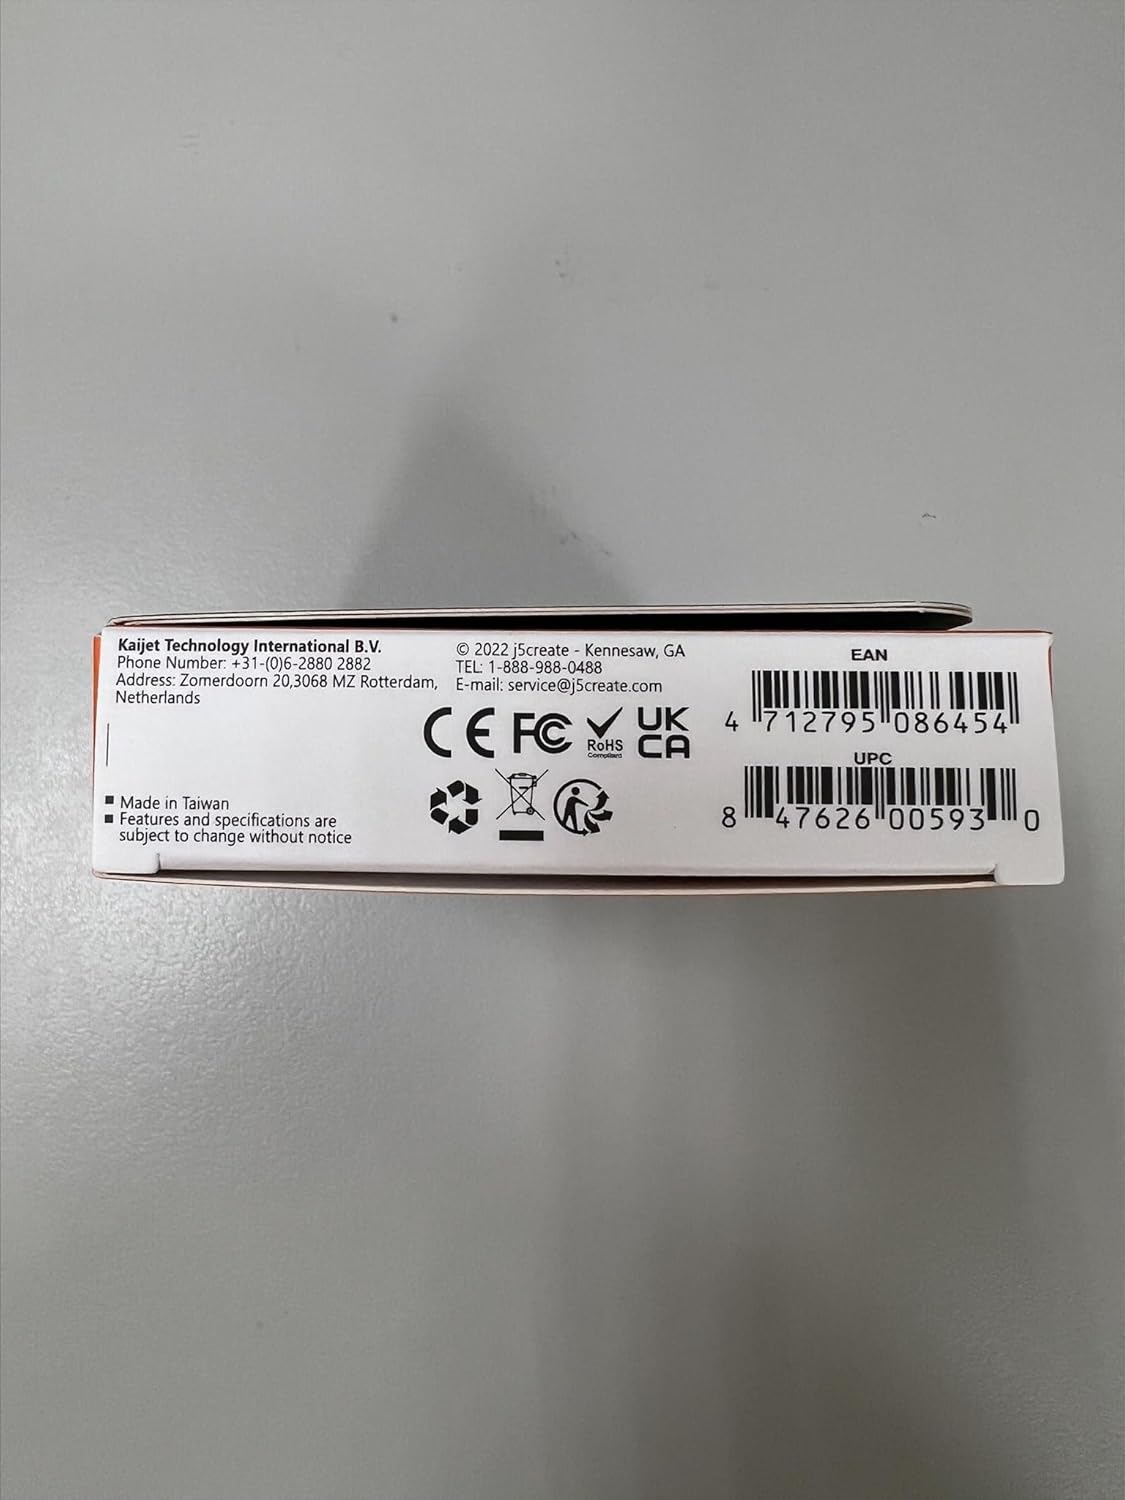 Kaijet Technology International B.V.
Phone Number: +31-(0)6-2880 2882
Address: Zomerdoorn 20,3068 MZ Rotterdam,
Netherlands
© 2022 j5create - Kennesaw, GA
TEL: 1-888-988-0488
E-mail: service@j5create.com
CE FC
RoHS
Compliant
UK
CA
■ Made in Taiwan
■ Features and specifications are
subject to change without notice
EAN
4 712795 086454
UPC
8 47626 00593 0